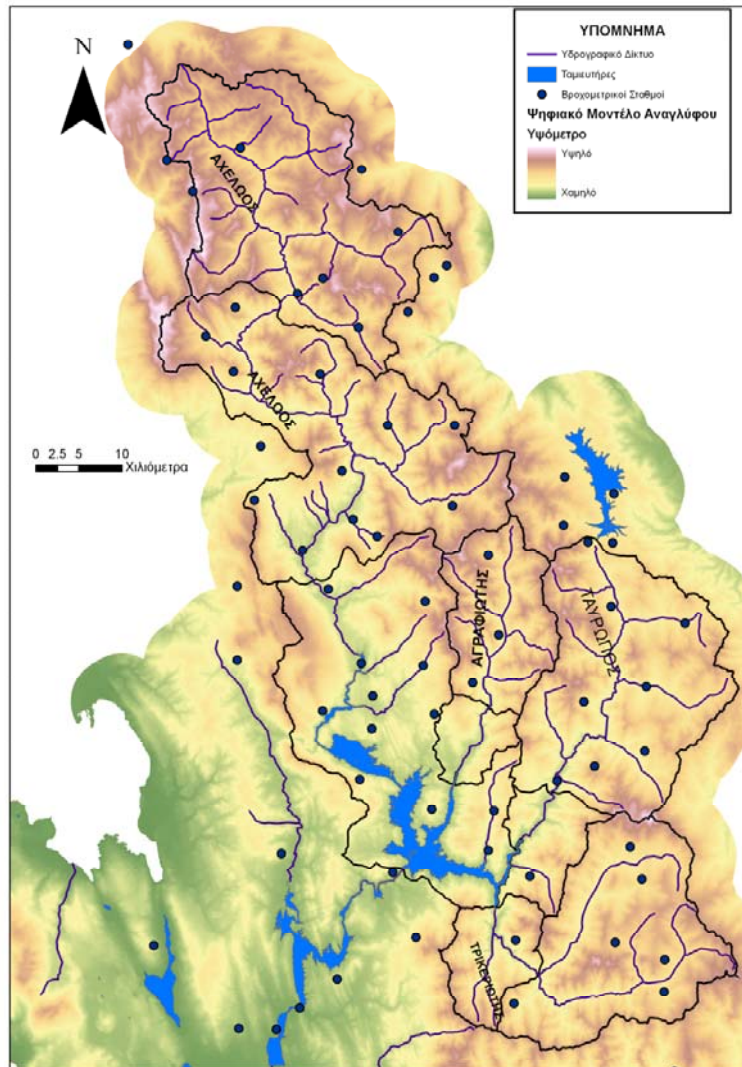 N
ΥΠΟΜΝΗΜΑ
Υδρογραφικό Δίκτυο
Ταμιευτήρες
Βροχομετρικοί Σταθμοί
Ψηφιακό Μοντέλο Αναγλύφου
Υψόμετρο
Υψηλό
Χαμηλό
ΑΧΕΛΩΟΣ
ΑΧΕΛΩΟΣ
0 2.5 5 10
Χιλιόμετρα
ΑΓΡΑΦΙΩΤΗΣ
ΤΑΥΡΩΠΟΣ
ΤΡΙΚΕΡΙΩΤΗΣ